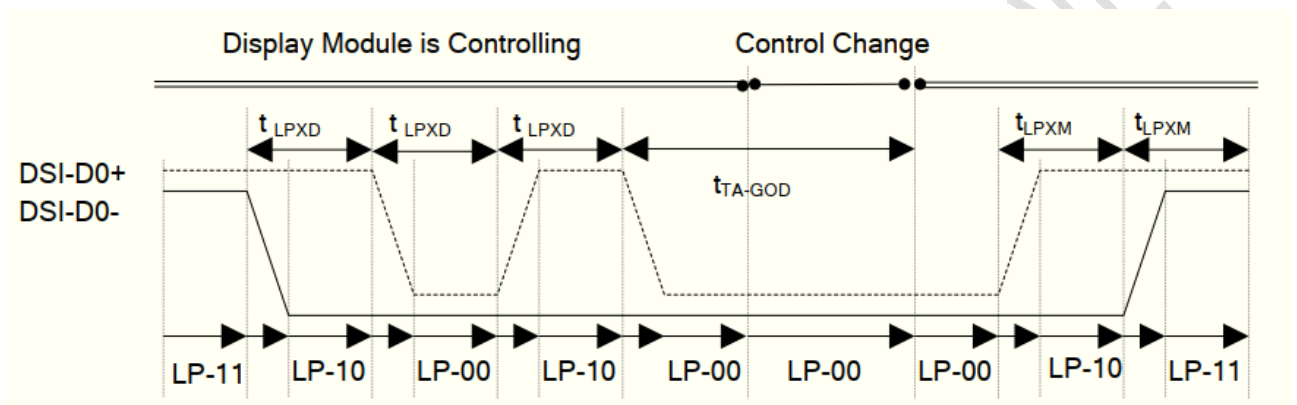 Display Module is Controlling Control Change
t LPXD t LPXD t LPXD tLPXM tLPXM
DSI-D0+
tTA-GOD
DSI-D0-
LP-11 LP-10 LP-00 LP-10 LP-00 LP-00 LP-00 LP-10 LP-11